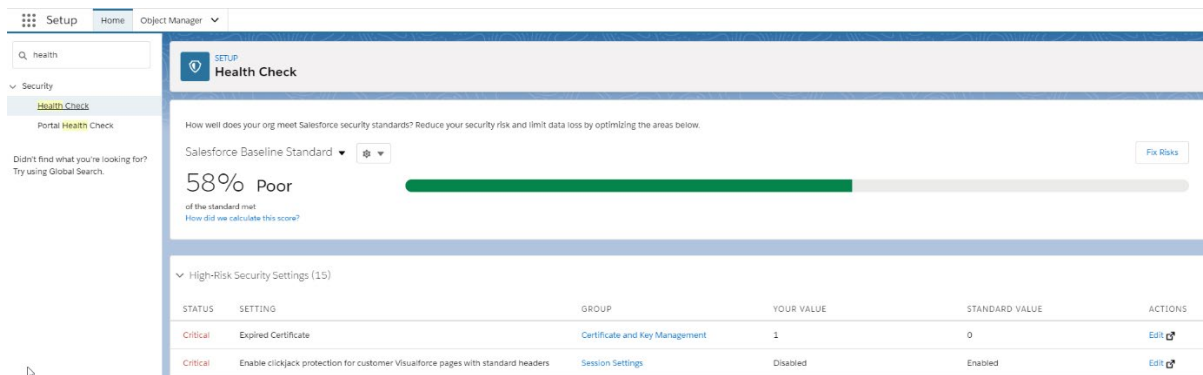 Setup
Home
Object Manager
health
Security
Health Check
Portal Health Check
Didn't find what you're looking for?
Try using Global Search.
SETUP
Health Check
How well does your org meet Salesforce security standards? Reduce your security risk and limit data loss by optimizing the areas below.
Salesforce Baseline Standard
Fix Risks
58% Poor
of the standard met
How did we calculate this score?
High-Risk Security Settings (15)
STATUS SETTING GROUP YOUR VALUE STANDARD VALUE ACTIONS
Critical Expired Certificate Certificate and Key Management 1 0 Edit
Critical Enable clickjack protection for customer Visualforce pages with standard headers Session Settings Disabled Enabled Edit